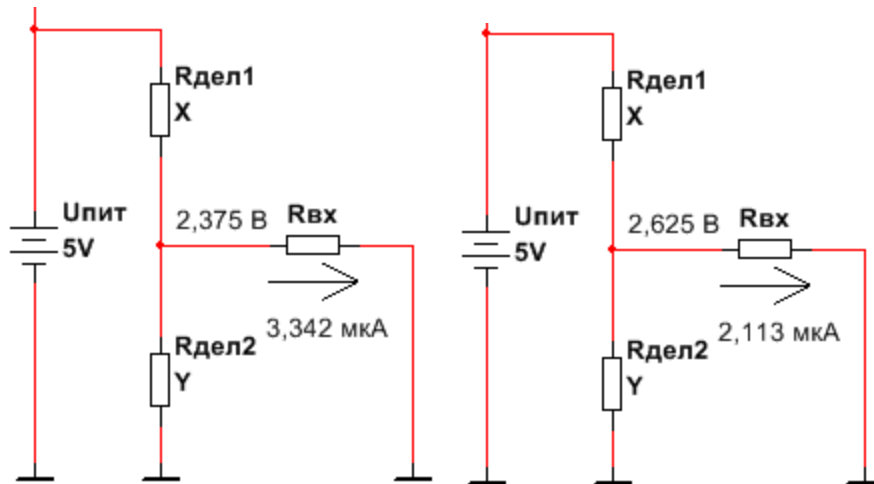 Rдел1
X
Uпит
5V
2,375 В
Rвх
3,342 мкА
Rдел2
Y
Rдел1
X
Uпит
5V
2,625 В
Rвх
2,113 мкА
Rдел2
Y